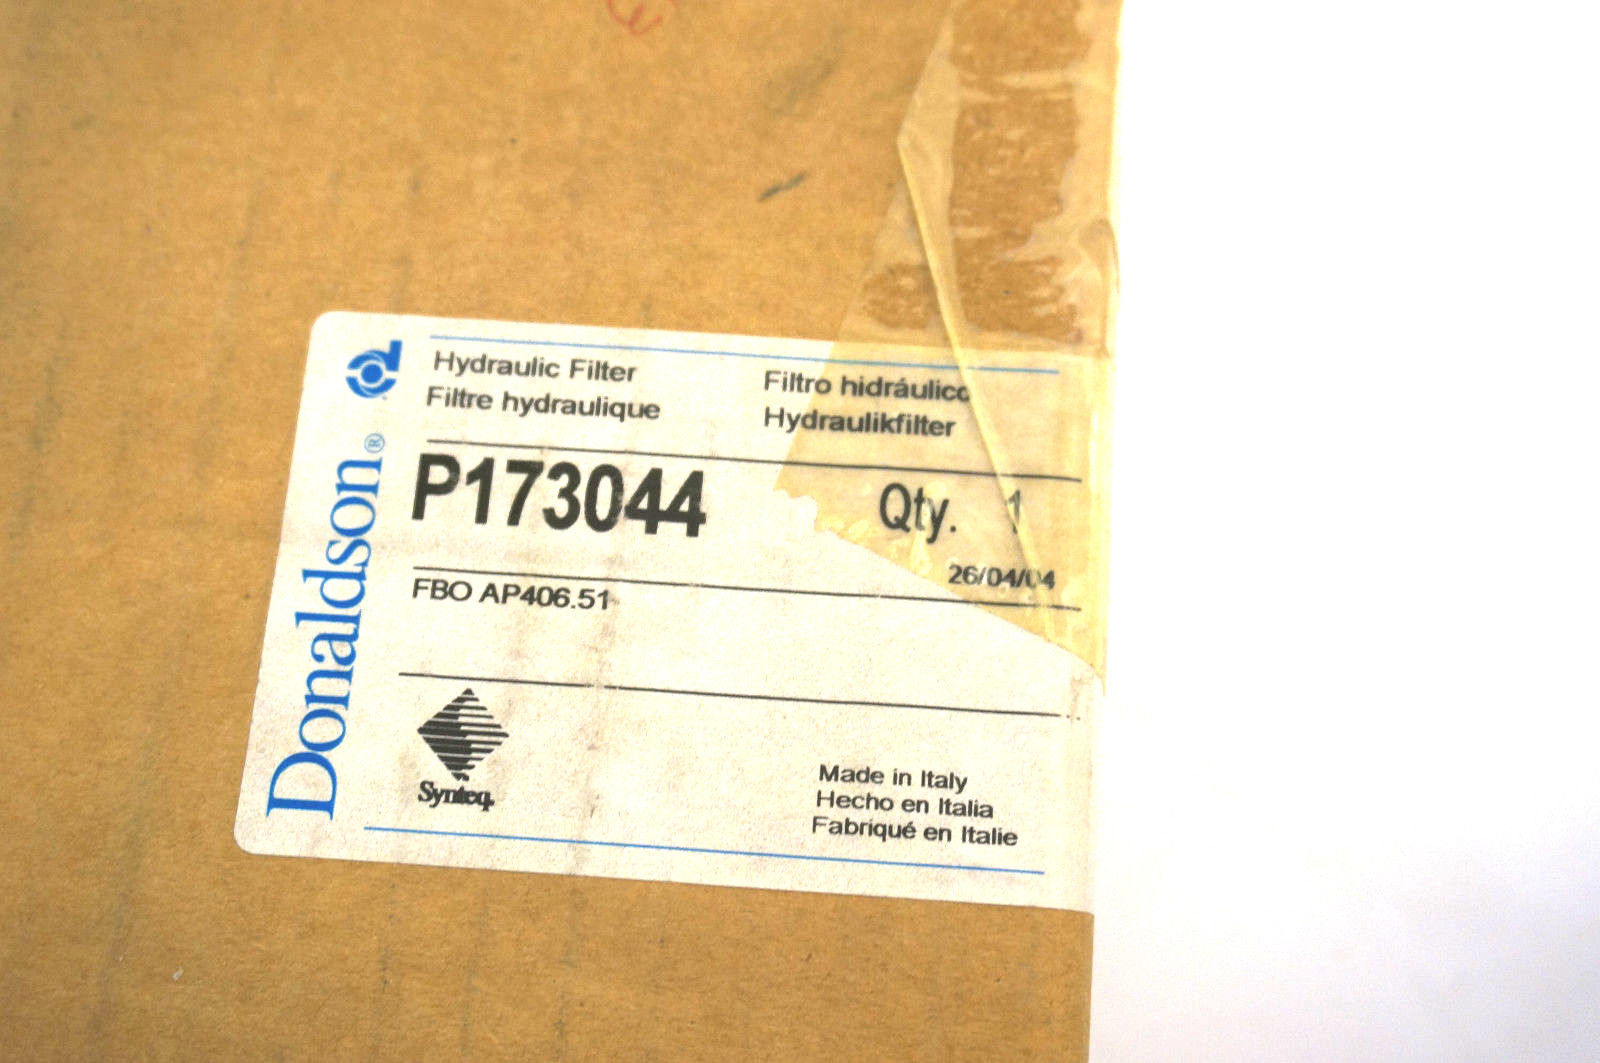 Donaldson®
Hydraulic Filter
Filtre hydraulique
Filtro hidráulico
Hydraulikfilter
P173044
Qty. 1
26/04/04
FBO AP406.51
Synteq
Made in Italy
Hecho en Italia
Fabriqué en Italie